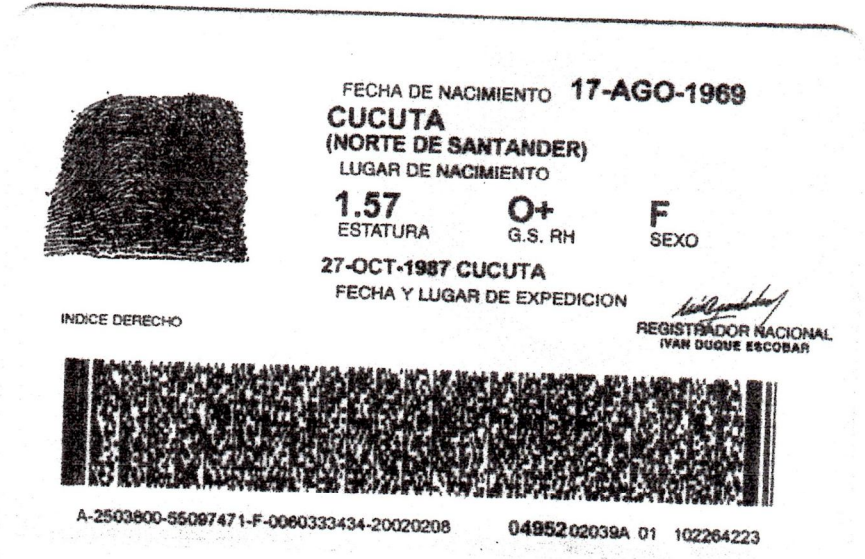 FECHA DE NACIMIENTO 17-AGO-1969
CUCUTA
(NORTE DE SANTANDER)
LUGAR DE NACIMIENTO
1.57 O+ F
ESTATURA G.S. RH SEXO
27-OCT-1987 CUCUTA
FECHA Y LUGAR DE EXPEDICION
INDICE DERECHO
REGISTRADOR NACIONAL
IVAN DUQUE ESCOBAR
A-2503800-55097471-F-0060333434-20020208 0495202039A 01 102264223